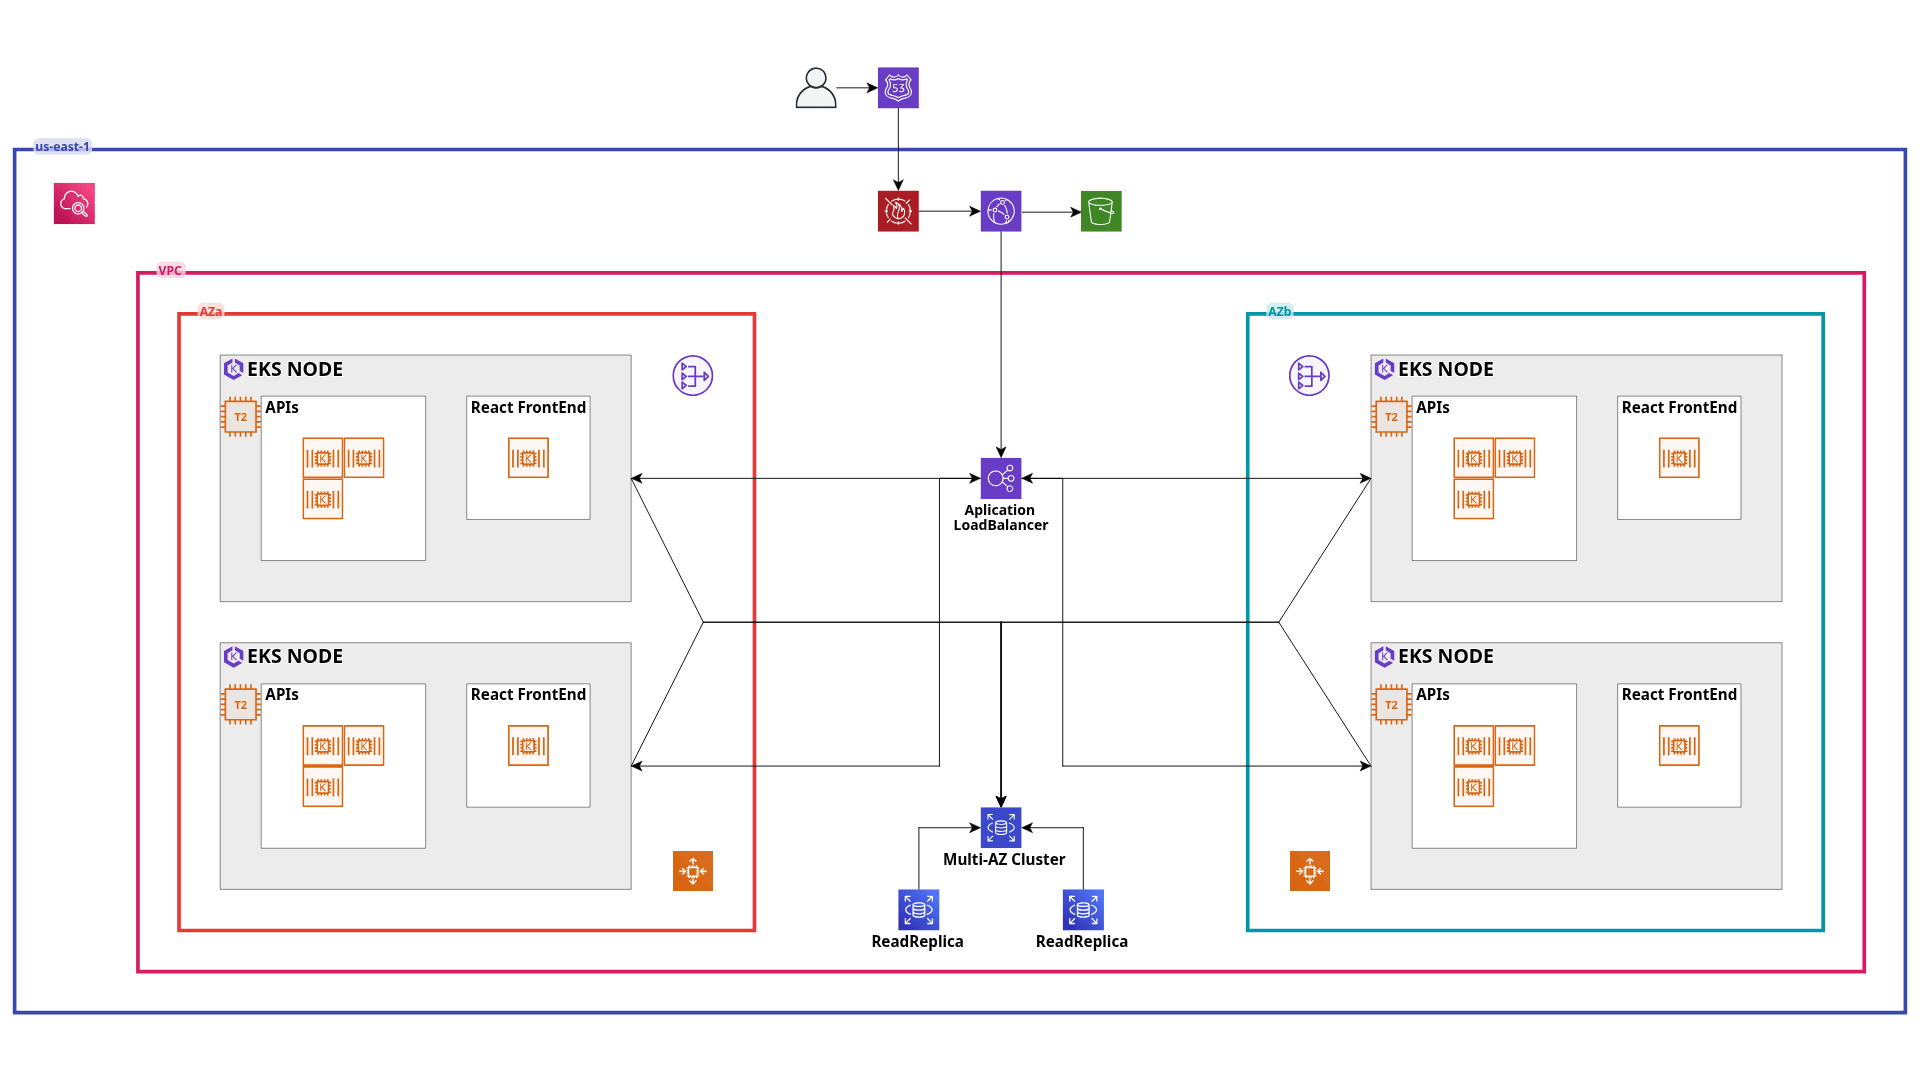 53
us-east-1
VPC
AZa
AZb
EKS NODE
EKS NODE
T2
APIs
React FrontEnd
T2
APIs
React FrontEnd
K
K
K
K
K
K
K
K
Aplication
LoadBalancer
EKS NODE
EKS NODE
T2
APIs
React FrontEnd
T2
APIs
React FrontEnd
K
K
K
K
K
K
K
K
Multi-AZ Cluster
ReadReplica
ReadReplica